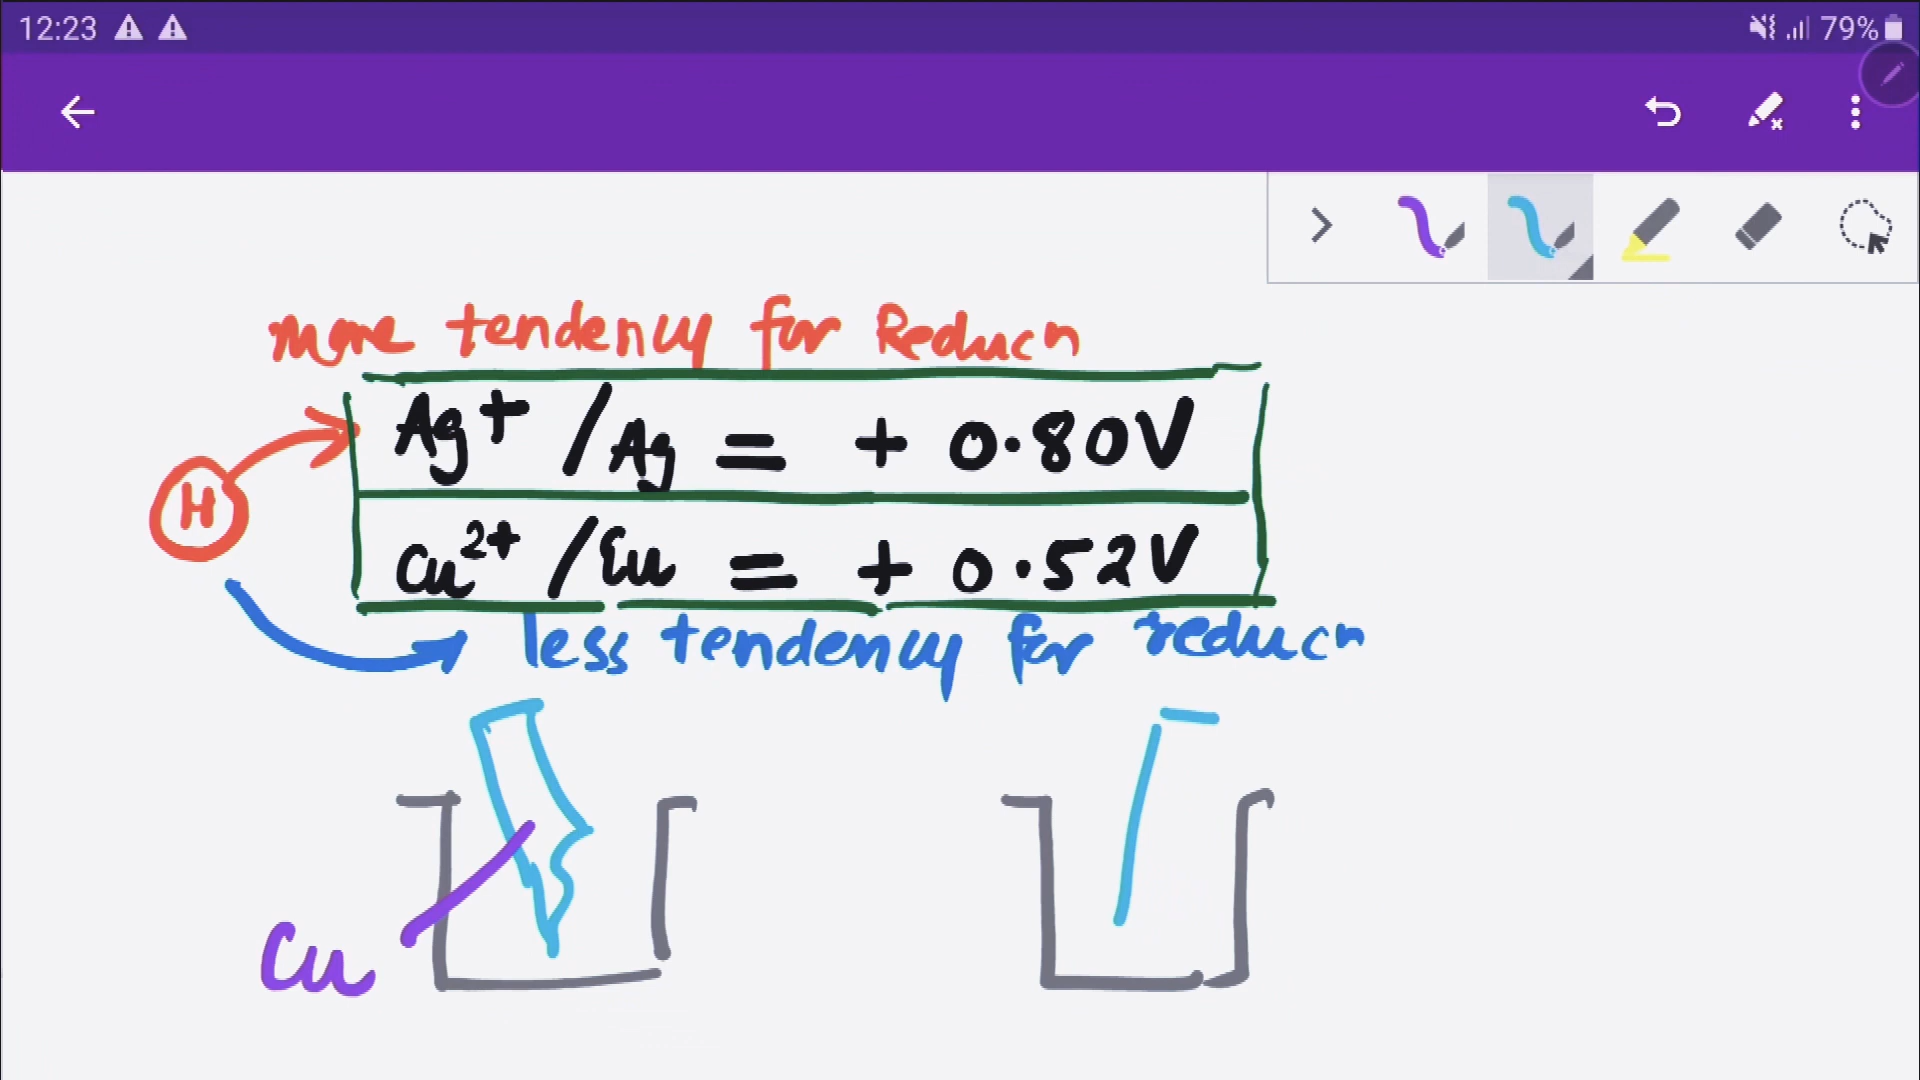 12:23
79%
more tendency for Reducn
Ag+ / Ag = + 0.80V
H
Cu2+ / Cu = + 0.52V
less tendency for reducn
Cu